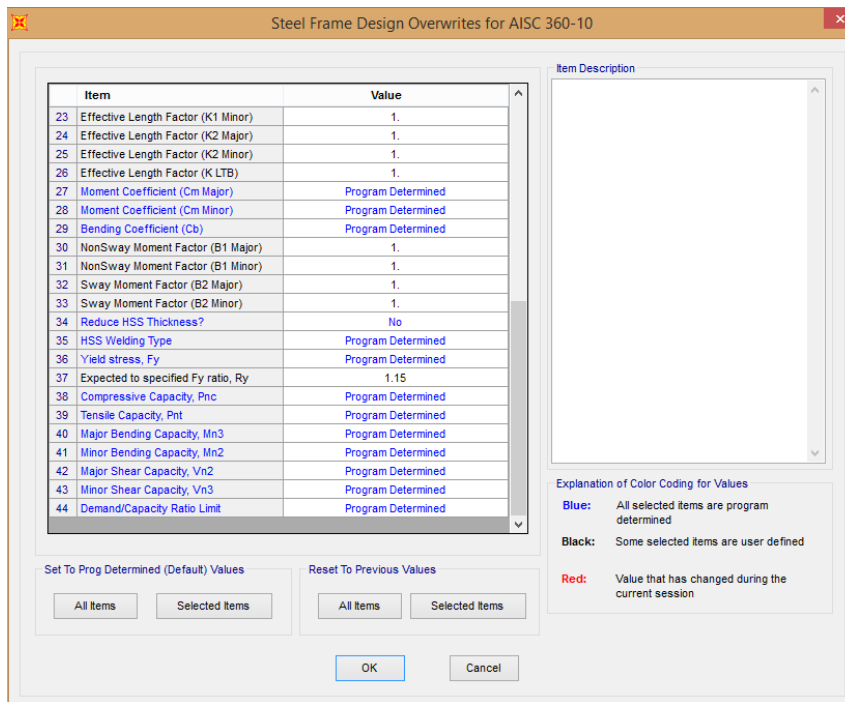 Steel Frame Design Overwrites for AISC 360-10
Item Value
23 Effective Length Factor (K1 Minor) 1.
24 Effective Length Factor (K2 Major) 1.
25 Effective Length Factor (K2 Minor) 1.
26 Effective Length Factor (K LTB) 1.
27 Moment Coefficient (Cm Major) Program Determined
28 Moment Coefficient (Cm Minor) Program Determined
29 Bending Coefficient (Cb) Program Determined
30 NonSway Moment Factor (B1 Major) 1.
31 NonSway Moment Factor (B1 Minor) 1.
32 Sway Moment Factor (B2 Major) 1.
33 Sway Moment Factor (B2 Minor) 1.
34 Reduce HSS Thickness? No
35 HSS Welding Type Program Determined
36 Yield stress, Fy Program Determined
37 Expected to specified Fy ratio, Ry 1.15
38 Compressive Capacity, Pnc Program Determined
39 Tensile Capacity, Pnt Program Determined
40 Major Bending Capacity, Mn3 Program Determined
41 Minor Bending Capacity, Mn2 Program Determined
42 Major Shear Capacity, Vn2 Program Determined
43 Minor Shear Capacity, Vn3 Program Determined
44 Demand/Capacity Ratio Limit Program Determined
Set To Prog Determined (Default) Values
All Items Selected Items
Reset To Previous Values
All Items Selected Items
Item Description
Explanation of Color Coding for Values
Blue: All selected items are program
determined
Black: Some selected items are user defined
Red: Value that has changed during the
current session
OK Cancel